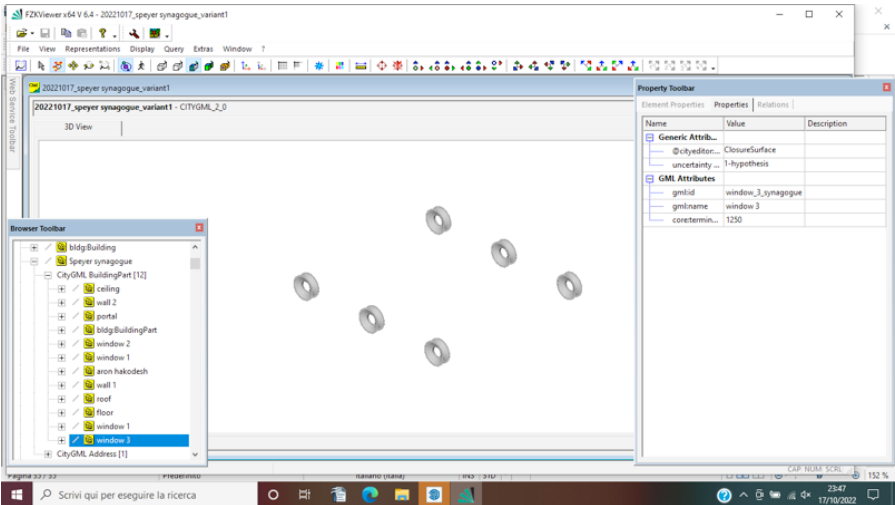 FZKViewer x64 V 6.4 - 20221017_speyer synagogue_variant1
File View Representations Display Query Extras Window ?
Web Service Toolbar
20221017_speyer synagogue_variant1
20221017_speyer synagogue_variant1 - CITYGML_2_0
3D View
Property Toolbar
Element Properties Properties Relations
Name Value Description
Generic Attrib...
@cityeditor:... ClosureSurface
uncertainty ... 1-hypothesis
GML Attributes
gml:id window_3_synagogue
gml:name window 3
core:termin... 1250
Browser Toolbar
bldg:Building
Speyer synagogue
CityGML BuildingPart [12]
ceiling
wall 2
portal
bldg:BuildingPart
window 2
window 1
aron hakodesh
wall 1
roof
floor
window 1
window 3
CityGML Address [1]
CAP NUM SCRL
Pagina 55 / 55 Predefinito Italiano (Italia) INS STD 152 %
Scrivi qui per eseguire la ricerca
23:47
17/10/2022